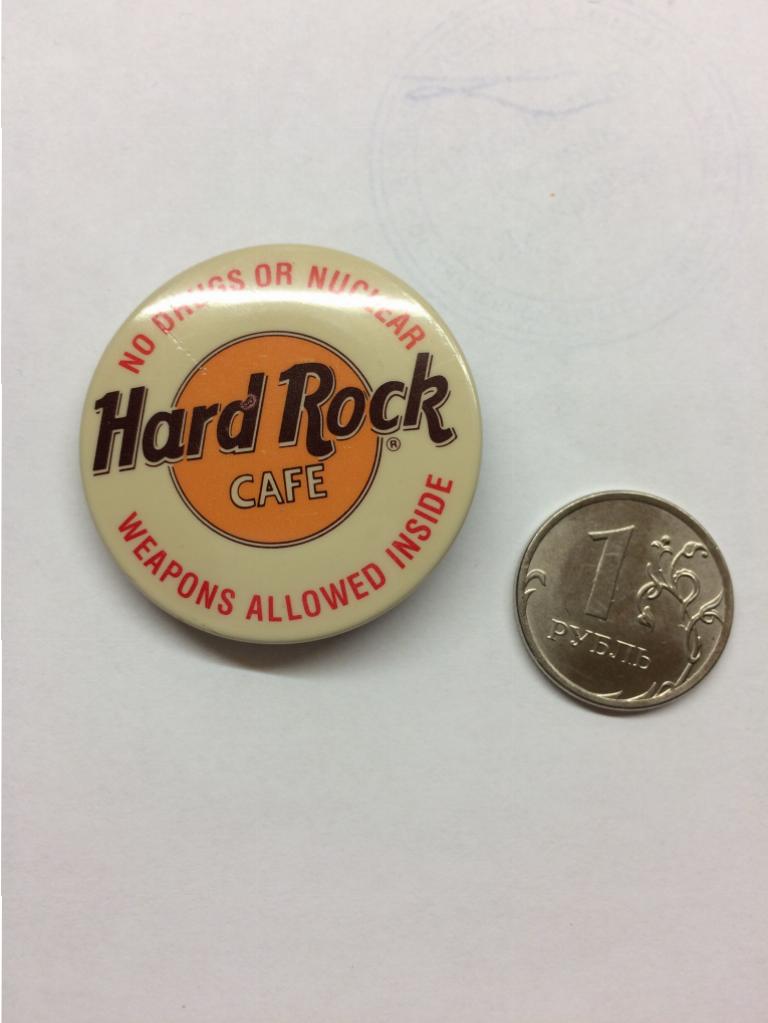 NO DRUGS OR NUCLEAR
Hard Rock ®
CAFE
WEAPONS ALLOWED INSIDE
1
РУБЛЬ